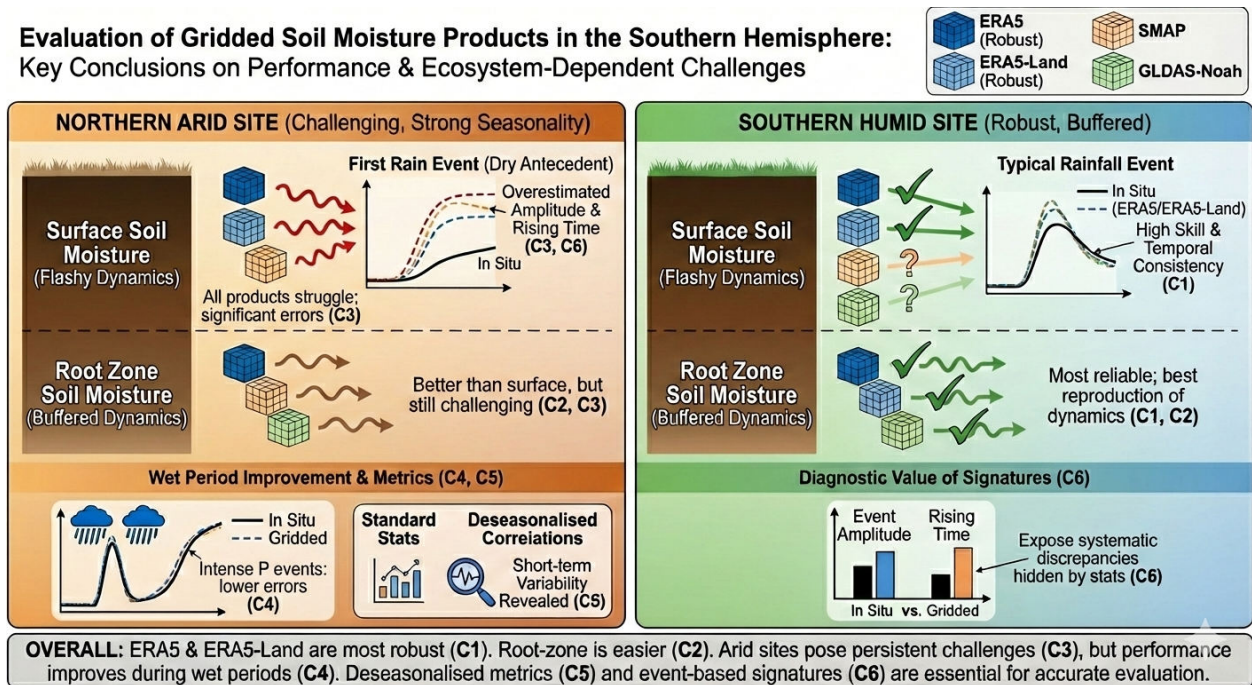 Evaluation of Gridded Soil Moisture Products in the Southern Hemisphere:
Key Conclusions on Performance & Ecosystem-Dependent Challenges
ERA5
(Robust)
ERA5-Land
(Robust)
SMAP
GLDAS-Noah
NORTHERN ARID SITE (Challenging, Strong Seasonality)
Surface Soil
Moisture
(Flashy Dynamics)
All products struggle;
significant errors (C3)
First Rain Event (Dry Antecedent)
Overestimated
Amplitude &
Rising Time
(C3, C6)
In Situ
Root Zone
Soil Moisture
(Buffered Dynamics)
Better than surface, but
still challenging (C2, C3)
Wet Period Improvement & Metrics (C4, C5)
In Situ
Gridded
Intense P events:
lower errors
(C4)
Standard
Stats
Deseasonalised
Correiations
Short-term
Variability
Revealed (C5)
SOUTHERN HUMID SITE (Robust, Buffered)
Surface Soil
Moisture
(Flashy Dynamics)
?
?
Typical Rainfall Event
In Situ
(ERA5/ERA5-Land)
High Skill &
Temporal
Consistency
(C1)
Root Zone
Soil Moisture
(Buffered Dynamics)
Most reliable; best
reproduction of
dynamics (C1, C2)
Diagnostic Value of Signatures (C6)
Event
Amplitude
Rising
Time
In Situ vs. Gridded
Expose systematic
discrepancies
hidden by stats (C6)
OVERALL: ERA5 & ERA5-Land are most robust (C1). Root-zone is easier (C2). Arid sites pose persistent challenges (C3), but performance
improves during wet periods (C4). Deseasonalised metrics (C5) and event-based signatures (C6) are essential for accurate evaluation.